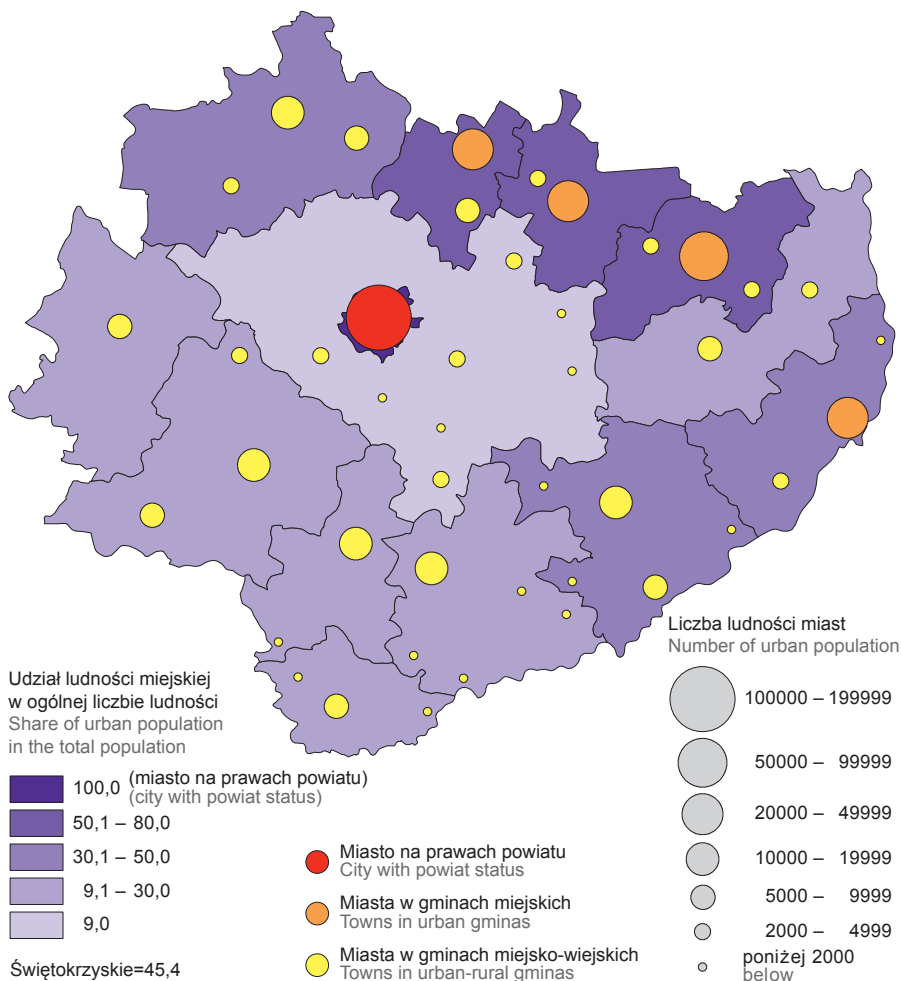 Udział ludności miejskiej
w ogólnej liczbie ludności
Share of urban population
in the total population
100,0 (miasto na prawach powiatu)
(city with powiat status)
50,1 – 80,0
30,1 – 50,0
9,1 – 30,0
9,0
Świętokrzyskie=45,4
Miasto na prawach powiatu
City with powiat status
Miasta w gminach miejskich
Towns in urban gminas
Miasta w gminach miejsko-wiejskich
Towns in urban-rural gminas
Liczba ludności miast
Number of urban population
100000 – 199999
50000 – 99999
20000 – 49999
10000 – 19999
5000 – 9999
2000 – 4999
poniżej 2000
below